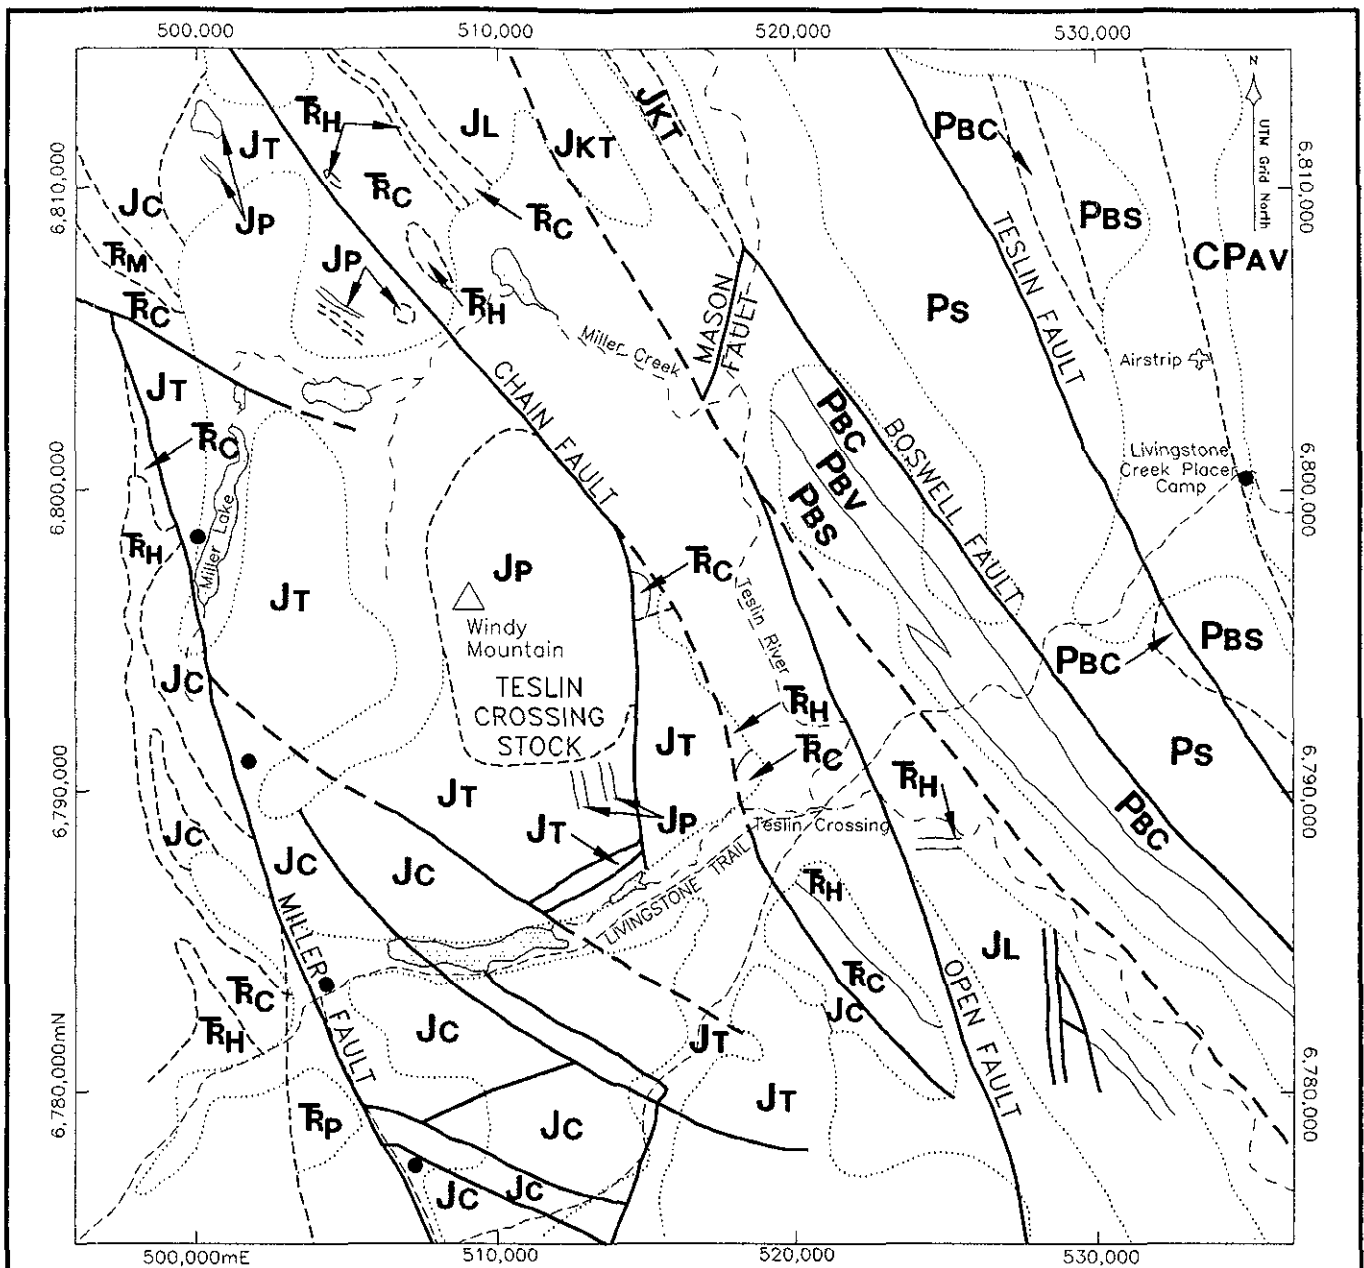 500,000
510,000
520,000
530,000
N
UTM Grid North
6,810,000
6,800,000
6,790,000
6,780,000mN
6,810,000
6,800,000
6,790,000
6,780,000
JT
TRH
JL
JKT
JKT
PBC
JC
JP
TRC
TRC
PBS
TRM
JP
TRH
CPAV
TRC
PS
MASON
FAULT
TESLIN FAULT
Miller Creek
Airstrip
JT
CHAIN FAULT
PBC
BOSWELL FAULT
TRC
PBV
Livingstone
Creek Placer
Camp
PBS
TRH
Miller Lake
JP
TRC
JT
Teslin River
Windy
Mountain
PBS
PBC
JC
TESLIN
CROSSING
STOCK
TRH
JT
TRC
PS
TRH
JT
JP
PBC
JC
JT
Teslin Crossing
JC
JC
LIVINGSTONE TRAIL
TRH
MILLER FAULT
JL
TRC
TRC
JC
OPEN FAULT
TRH
JC
JT
JT
TRP
JC
JC
JC
500,000mE
510,000
520,000
530,000